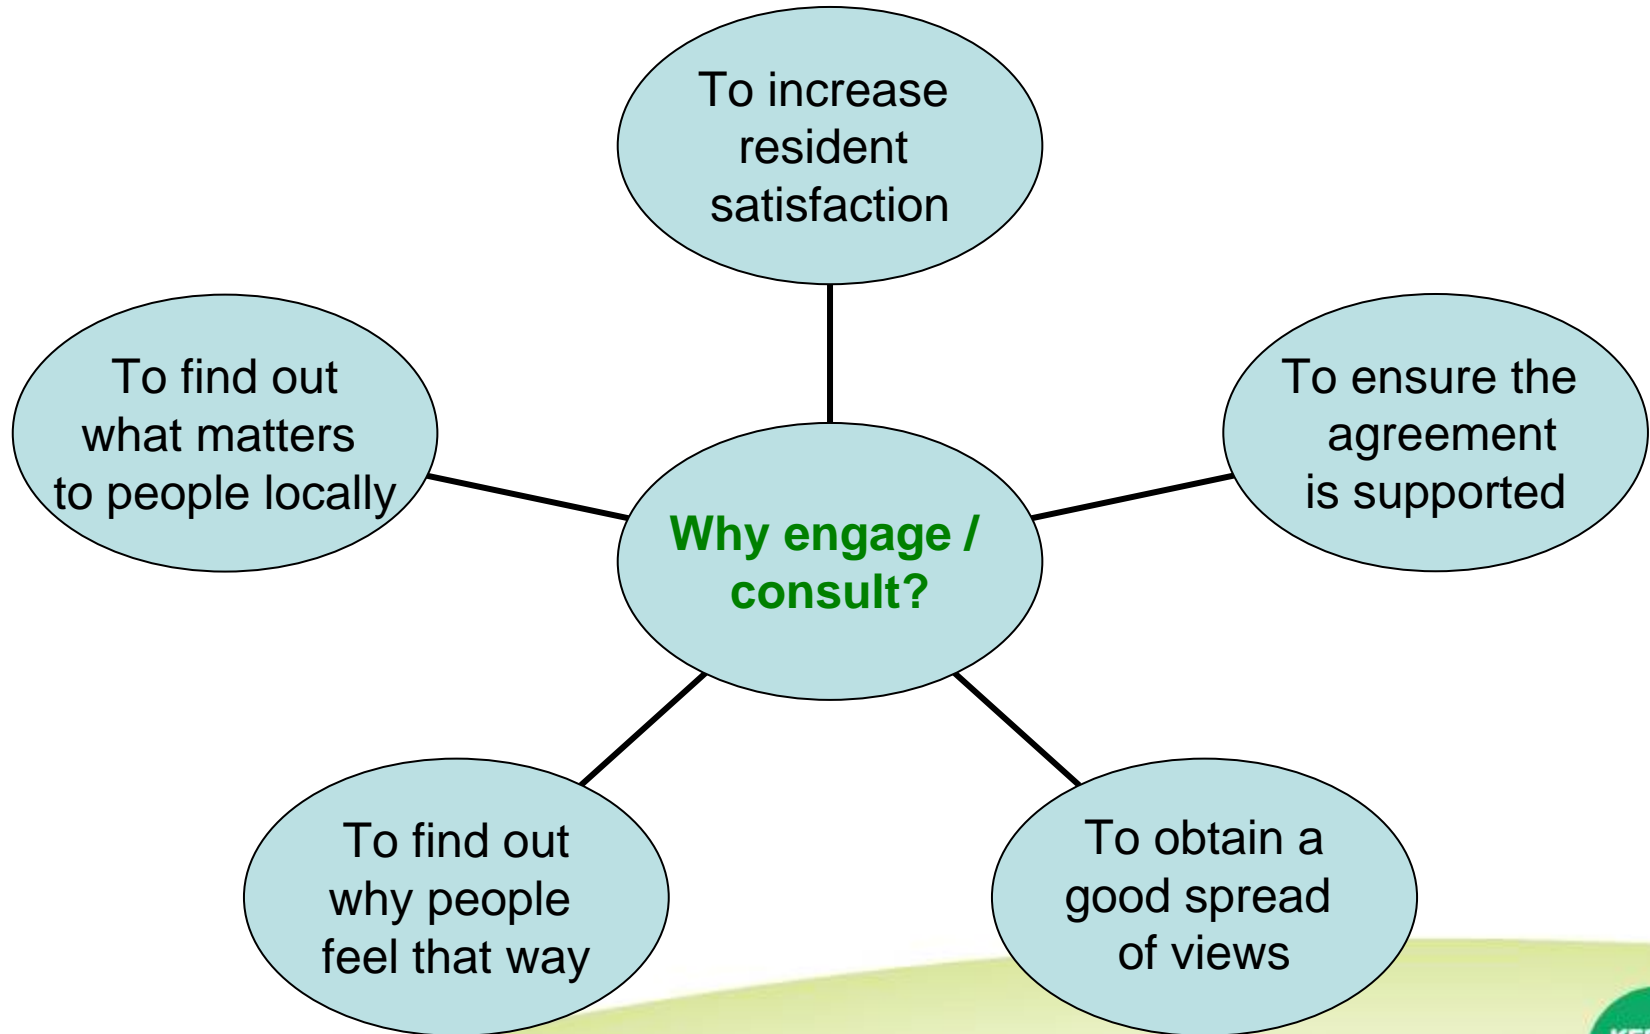 To increase
resident
satisfaction
To find out
what matters
to people locally
To ensure the
agreement
is supported
Why engage /
consult?
To find out
why people
feel that way
To obtain a
good spread
of views